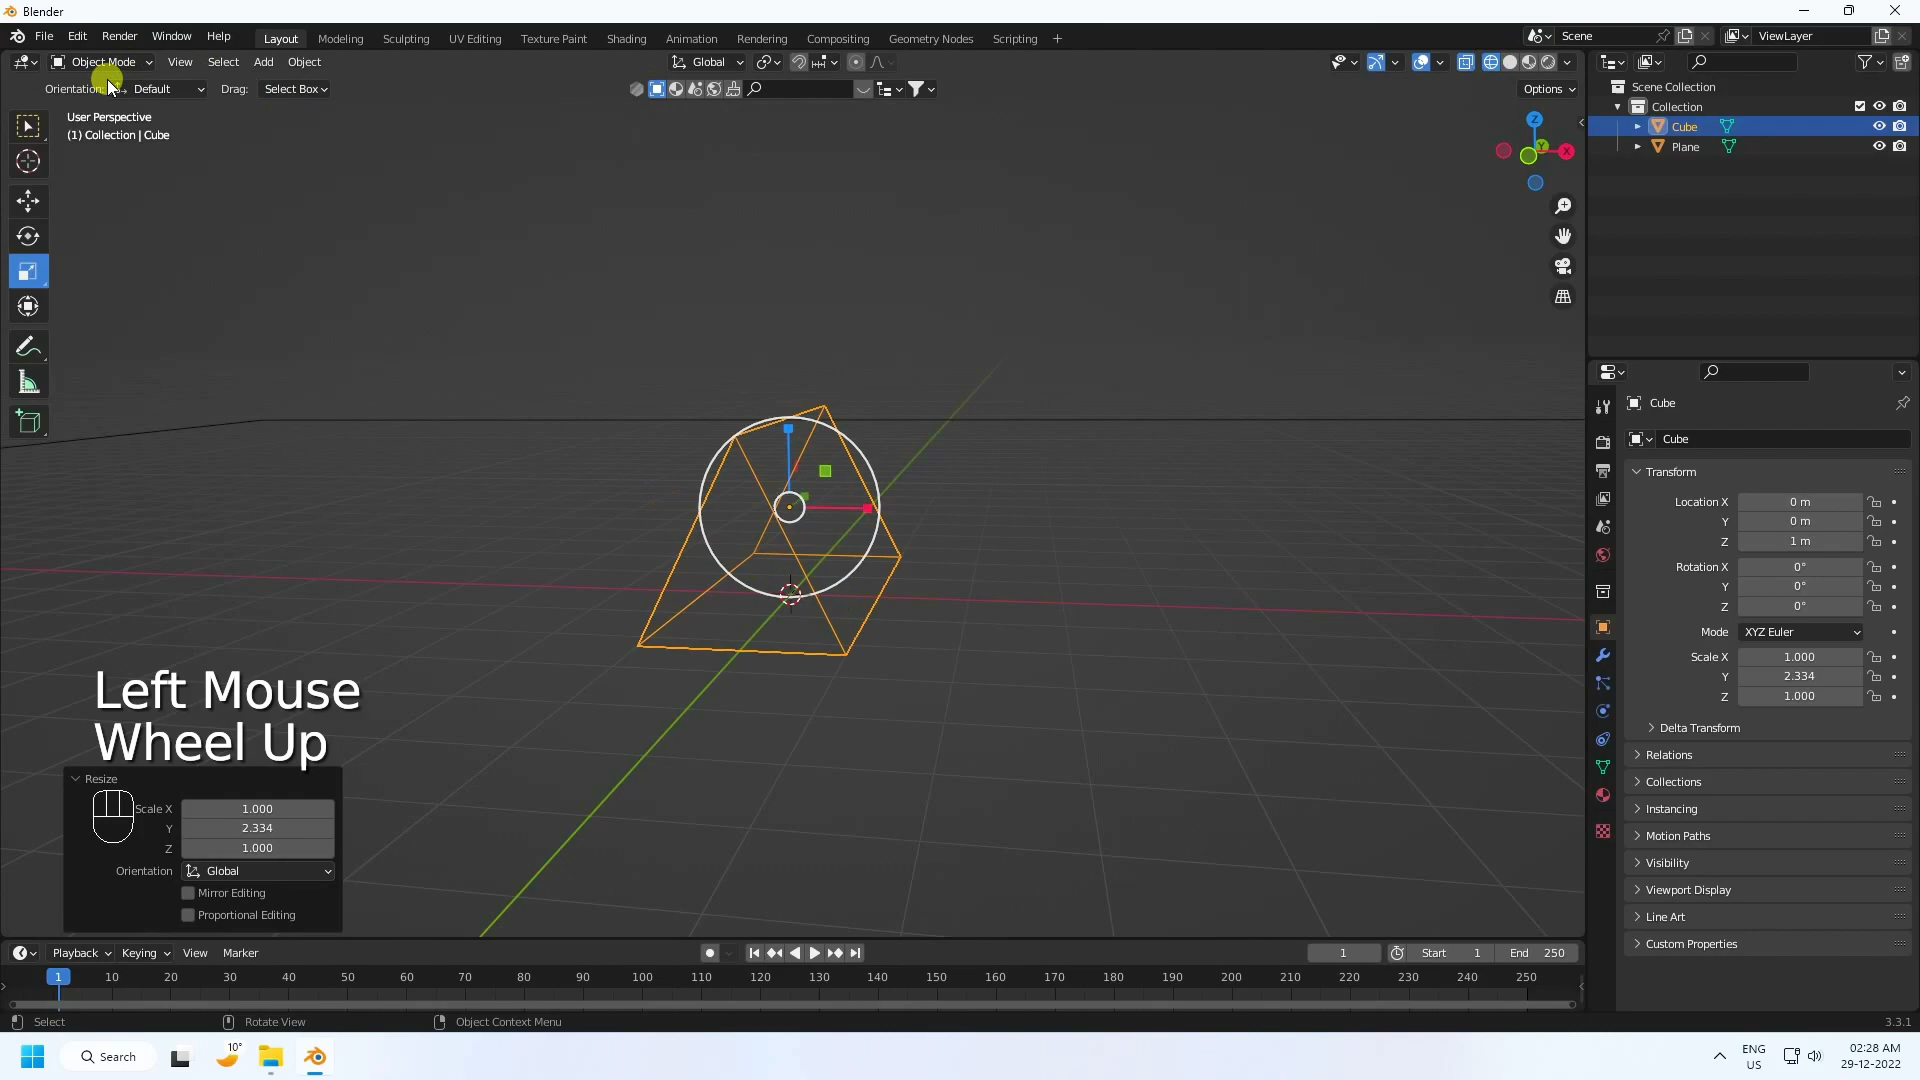 Blender
File Edit Render Window Help Layout Modeling Sculpting UV Editing Texture Paint Shading Animation Rendering Compositing Geometry Nodes Scripting + Scene ViewLayer
Object Mode View Select Add Object Global
Orientation: Default Drag: Select Box Options
User Perspective
(1) Collection | Cube
Z
Y
X
Scene Collection
Collection
Cube
Plane
Cube
Cube
Transform
Location X 0 m
Y 0 m
Z 1 m
Rotation X 0°
Y 0°
Z 0°
Mode XYZ Euler
Scale X 1.000
Y 2.334
Z 1.000
Delta Transform
Relations
Collections
Instancing
Motion Paths
Visibility
Viewport Display
Line Art
Custom Properties
Left Mouse
Wheel Up
Resize
Scale X 1.000
Y 2.334
Z 1.000
Orientation Global
Mirror Editing
Proportional Editing
Playback Keying View Marker 1 Start 1 End 250
1 10 20 30 40 50 60 70 80 90 100 110 120 130 140 150 160 170 180 190 200 210 220 230 240 250
Select Rotate View Object Context Menu 3.3.1
Search 10° ENG US 02:28 AM
29-12-2022